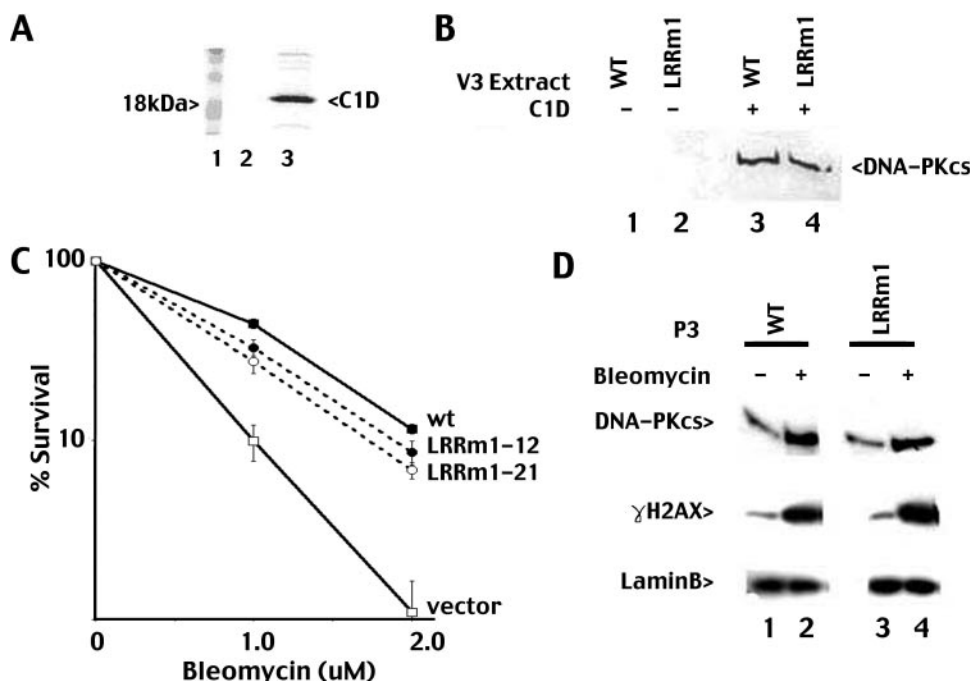 A
18kDa>
<C1D
1 2 3
B
WT LRRm1 WT LRRm1
V3 Extract
C1D − − + +
<DNA−PKcs
1 2 3 4
C
100
10
% Survival
wt
LRRm1−12
LRRm1−21
vector
0 1.0 2.0
Bleomycin (uM)
D
P3 WT LRRm1
Bleomycin − + − +
DNA−PKcs>
γH2AX>
LaminB>
1 2 3 4